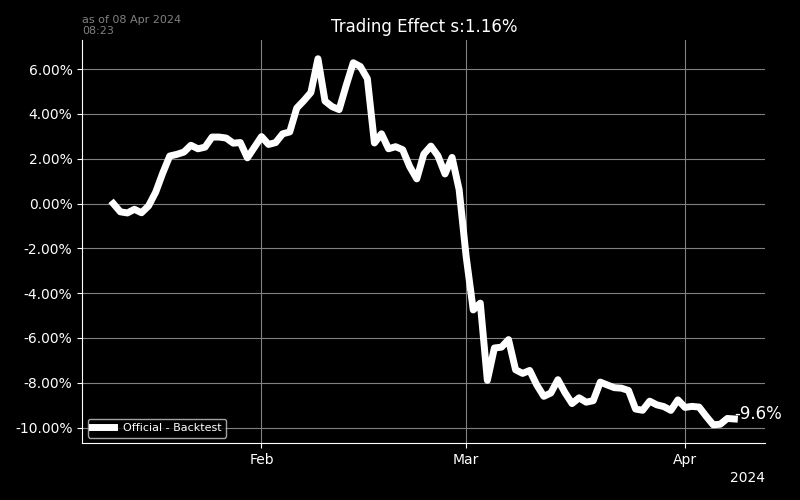 as of 08 Apr 2024
08:23
Trading Effect s:1.16%
6.00%
4.00%
2.00%
0.00%
-2.00%
-4.00%
-6.00%
-8.00%
-10.00%
-9.6%
Official - Backtest
Feb
Mar
Apr
2024